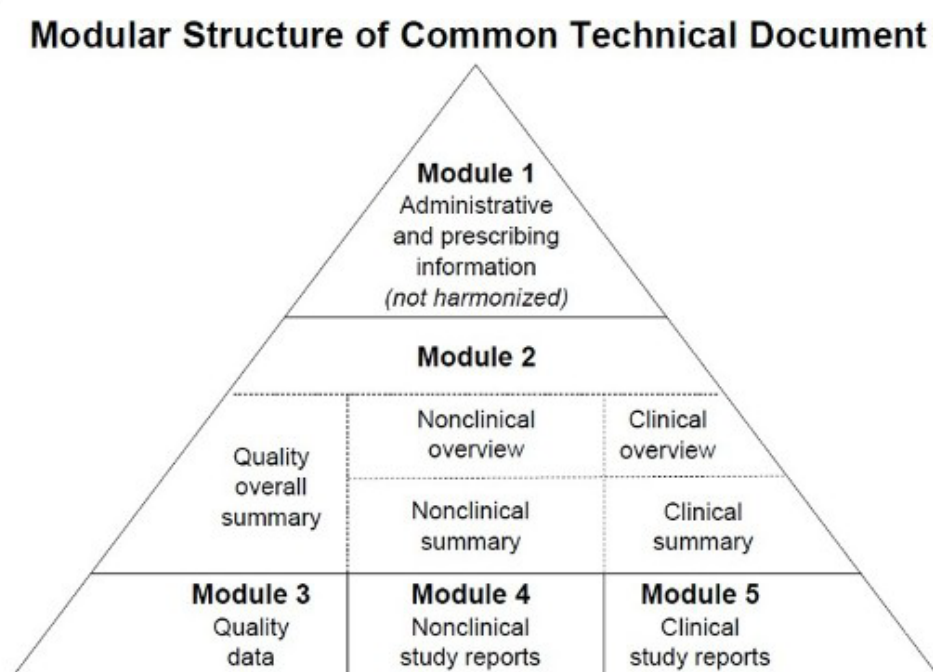 Modular Structure of Common Technical Document
Module 1
Administrative
and prescribing
information
(not harmonized)
Module 2
Quality
overall
summary
Nonclinical
overview
Clinical
overview
Nonclinical
summary
Clinical
summary
Module 3
Quality
data
Module 4
Nonclinical
study reports
Module 5
Clinical
study reports